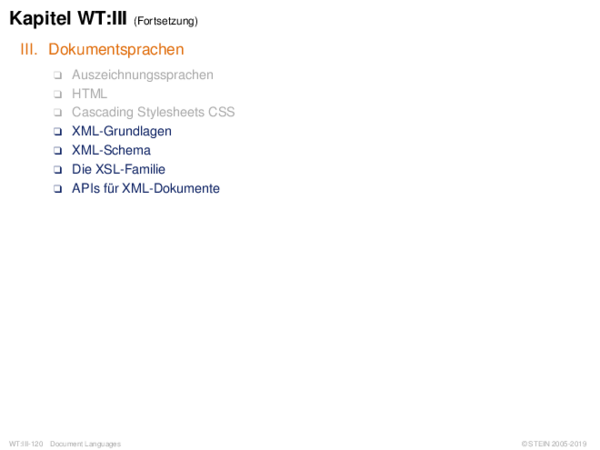 Kapitel WT:III (Fortsetzung)
III. Dokumentsprachen
❑ Auszeichnungssprachen
❑ HTML
❑ Cascading Stylesheets CSS
❑ XML-Grundlagen
❑ XML-Schema
❑ Die XSL-Familie
❑ APIs für XML-Dokumente
WT:III-120 Document Languages © STEIN 2005-2019